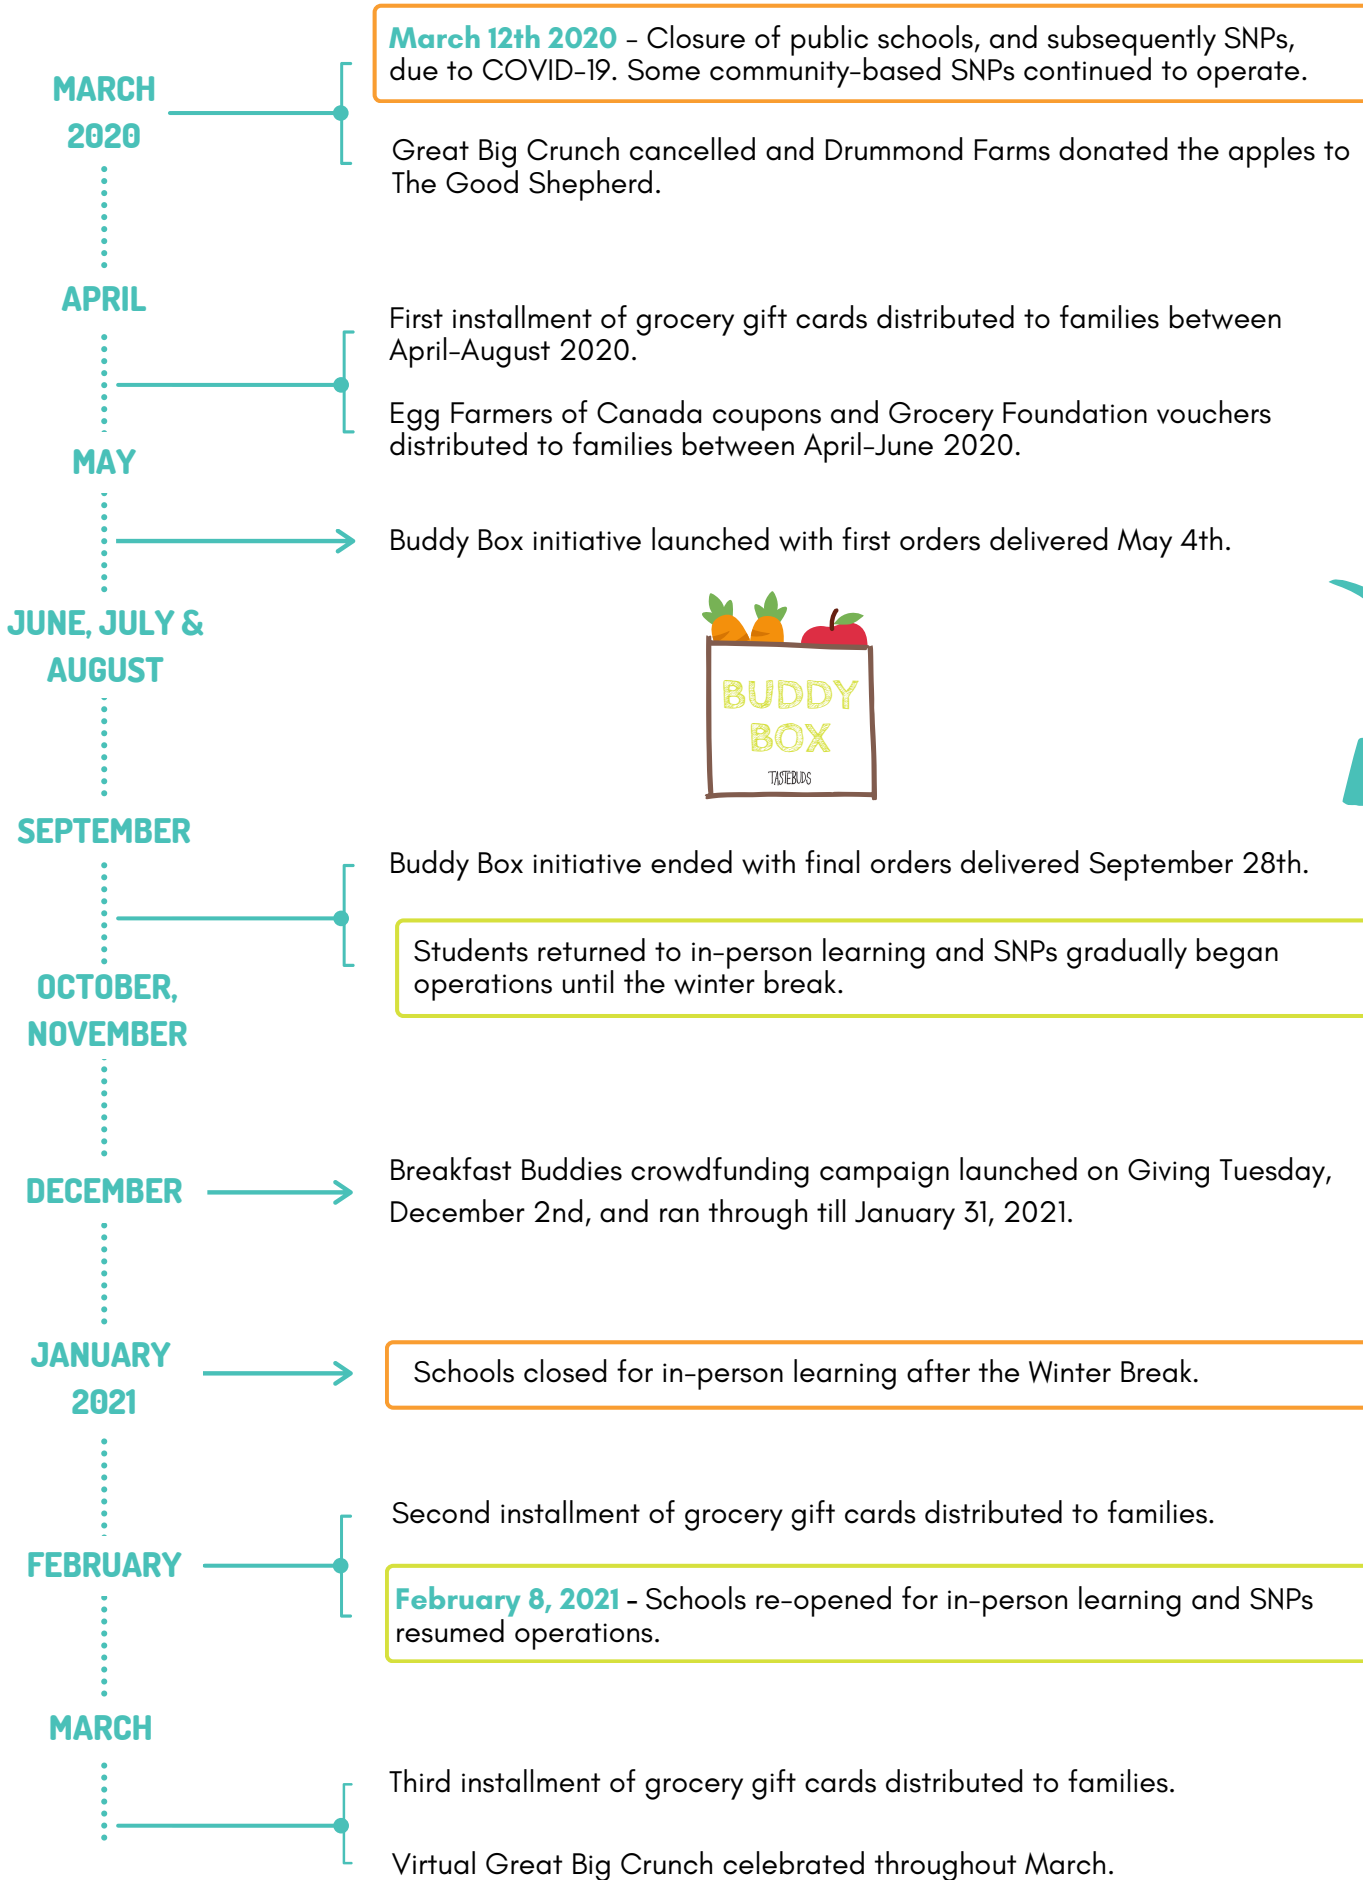 March 12th 2020 - Closure of public schools, and subsequently SNPs,
due to COVID-19. Some community-based SNPs continued to operate.
MARCH
2020
Great Big Crunch cancelled and Drummond Farms donated the apples to
The Good Shepherd.
APRIL
First installment of grocery gift cards distributed to families between
April-August 2020.
Egg Farmers of Canada coupons and Grocery Foundation vouchers
distributed to families between April-June 2020.
MAY
Buddy Box initiative launched with first orders delivered May 4th.
JUNE, JULY &
AUGUST
BUDDY
BOX
TASTEBUDS
SEPTEMBER
Buddy Box initiative ended with final orders delivered September 28th.
Students returned to in-person learning and SNPs gradually began
operations until the winter break.
OCTOBER,
NOVEMBER
DECEMBER
Breakfast Buddies crowdfunding campaign launched on Giving Tuesday,
December 2nd, and ran through till January 31, 2021.
JANUARY
2021
Schools closed for in-person learning after the Winter Break.
Second installment of grocery gift cards distributed to families.
FEBRUARY
February 8, 2021 - Schools re-opened for in-person learning and SNPs
resumed operations.
MARCH
Third installment of grocery gift cards distributed to families.
Virtual Great Big Crunch celebrated throughout March.